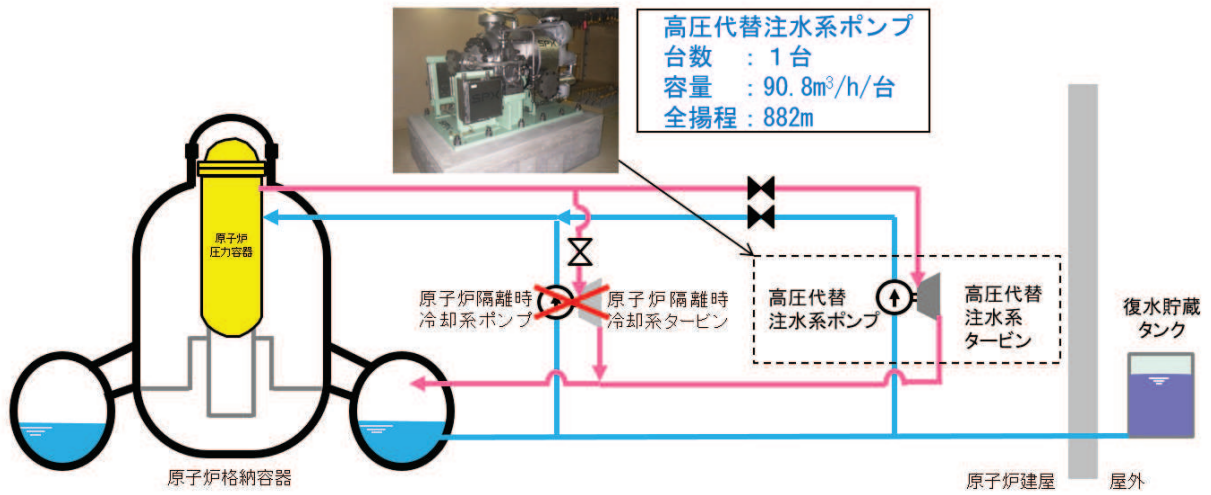 高圧代替注水系ポンプ
台数 : 1台
容量 : 90.8m³/h/台
全揚程 : 882m
SPX
原子炉
圧力容器
原子炉隔離時
冷却系ポンプ
原子炉隔離時
冷却系タービン
高圧代替
注水系ポンプ
高圧代替
注水系
タービン
復水貯蔵
タンク
原子炉格納容器
原子炉建屋
屋外